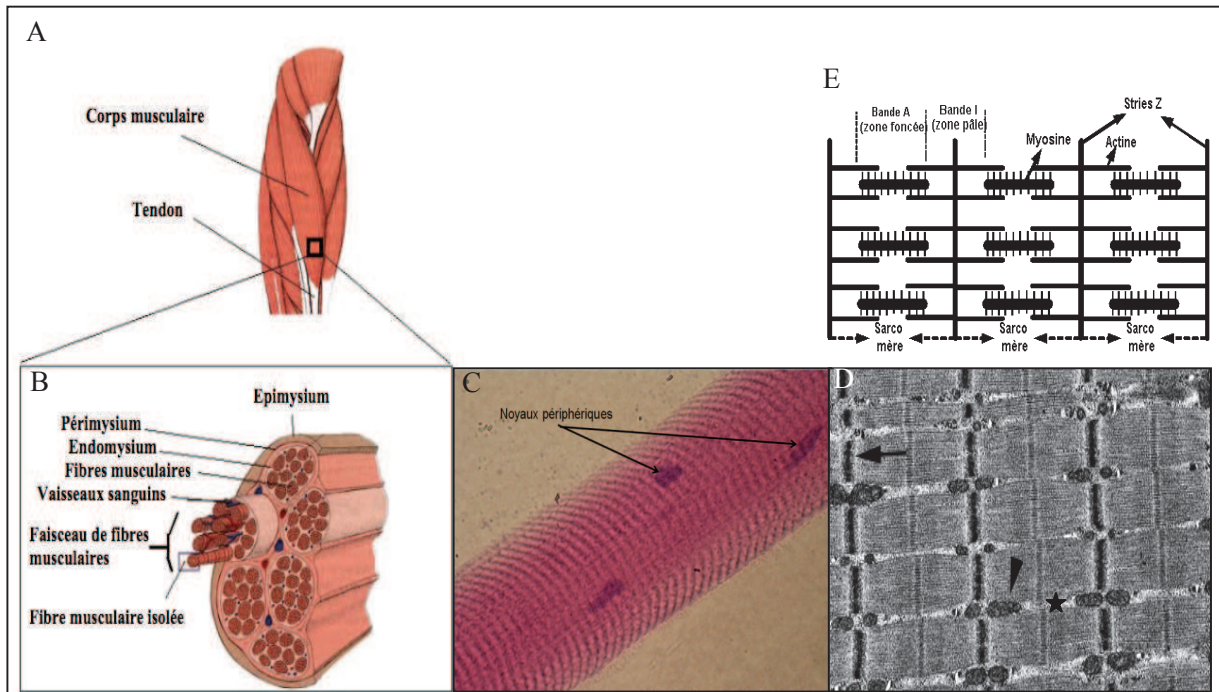 A
Corps musculaire
Tendon
E
Bande A
(zone foncée)
Bande I
(zone pâle)
Stries Z
Myosine
Actine
Sarco
mère
Sarco
mère
Sarco
mère
B
Epimysium
Périmysium
Endomysium
Fibres musculaires
Vaisseaux sanguins
Faisceau de fibres
musculaires
Fibre musculaire isolée
C
Noyaux périphériques
D